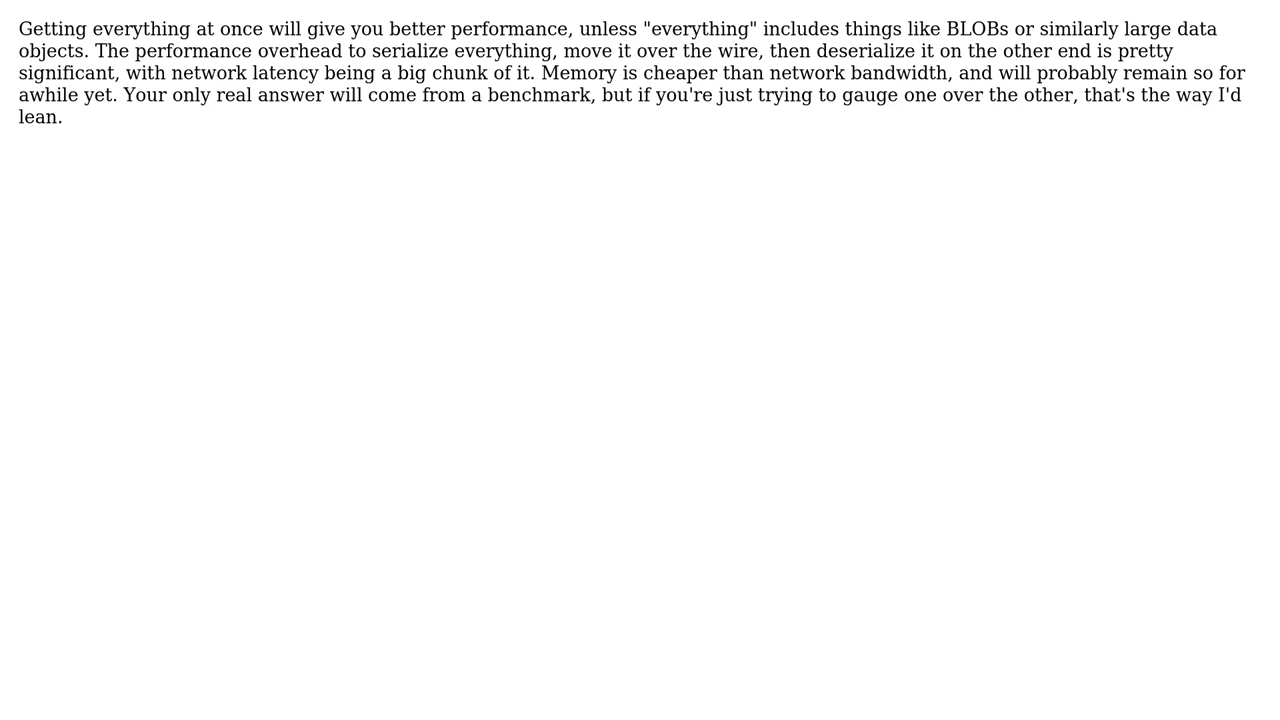 Getting everything at once will give you better performance, unless "everything" includes things like BLOBs or similarly large data
objects. The performance overhead to serialize everything, move it over the wire, then deserialize it on the other end is pretty
significant, with network latency being a big chunk of it. Memory is cheaper than network bandwidth, and will probably remain so for
awhile yet. Your only real answer will come from a benchmark, but if you're just trying to gauge one over the other, that's the way I'd
lean.